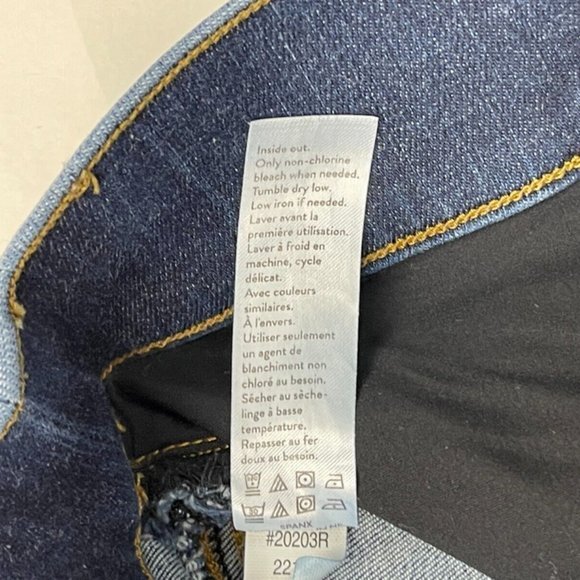 Inside out.
Only non-chlorine
bleach when needed.
Tumble dry low.
Low iron if needed.
Laver avant la
première utilisation.
Laver à froid en
machine, cycle
délicat.
Avec couleurs
similaires.
À l'envers.
Utiliser seulement
un agent de
blanchiment non
chloré au besoin.
Sécher au sèche-
linge à basse
température.
Repasser au fer
doux au besoin.
30
SPANX
#20203R